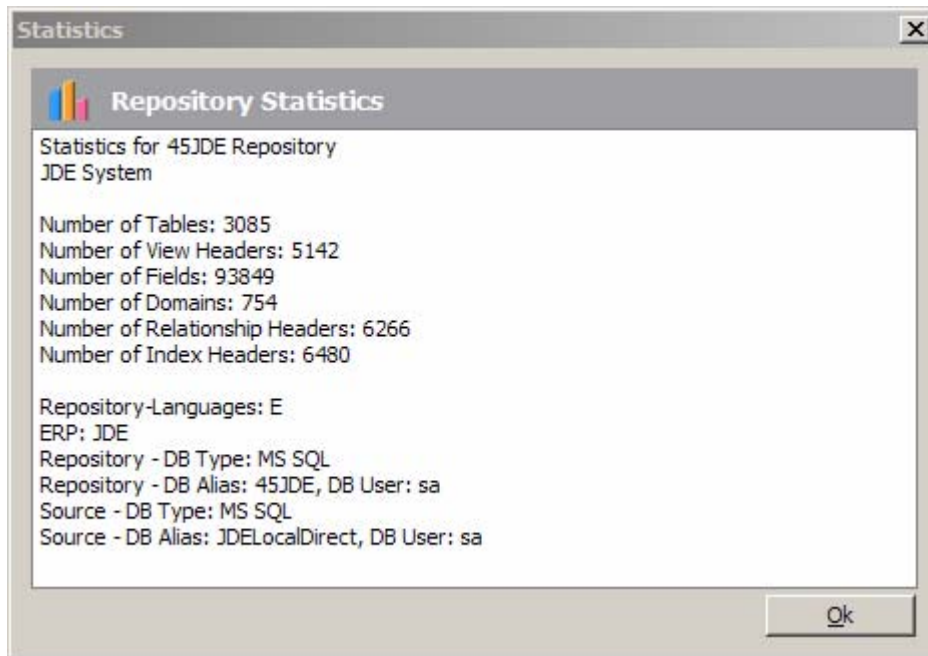 Statistics
Repository Statistics
Statistics for 45JDE Repository
JDE System
Number of Tables: 3085
Number of View Headers: 5142
Number of Fields: 93849
Number of Domains: 754
Number of Relationship Headers: 6266
Number of Index Headers: 6480
Repository-Languages: E
ERP: JDE
Repository - DB Type: MS SQL
Repository - DB Alias: 45JDE, DB User: sa
Source - DB Type: MS SQL
Source - DB Alias: JDELocalDirect, DB User: sa
Ok